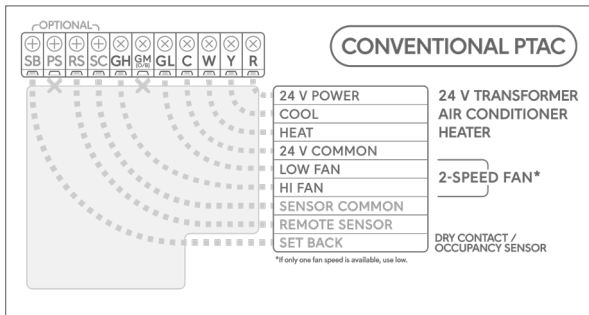 OPTIONAL
CONVENTIONAL PTAC
SB PS RS SC GH GM (O/B) GL C W Y R
24 V POWER
COOL
HEAT
24 V COMMON
LOW FAN
HI FAN
SENSOR COMMON
REMOTE SENSOR
SET BACK
24 V TRANSFORMER
AIR CONDITIONER
HEATER
2-SPEED FAN*
DRY CONTACT /
OCCUPANCY SENSOR
*If only one fan speed is available, use low.